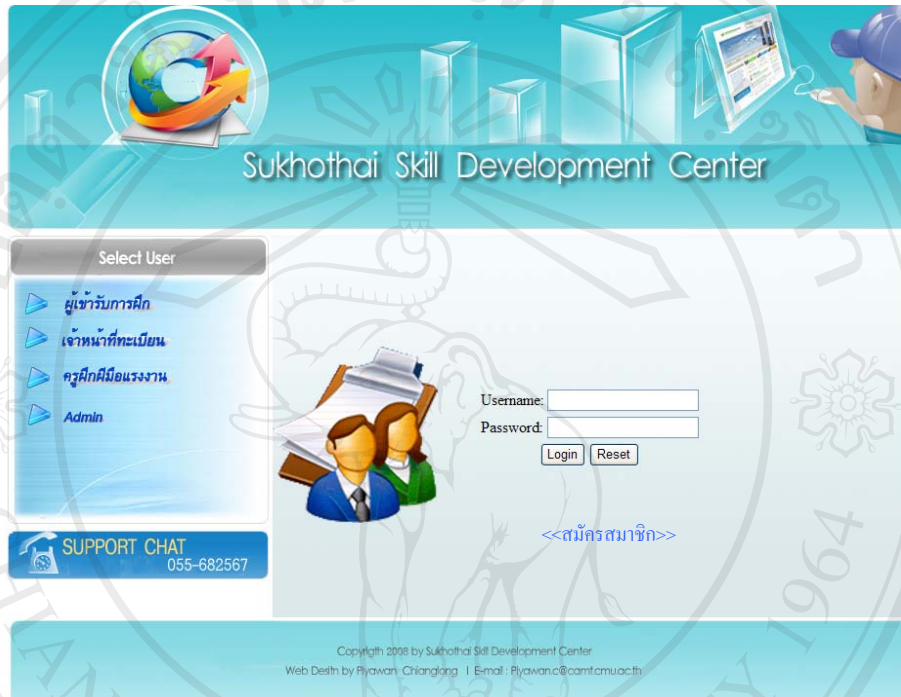 Sukhothai Skill Development Center
Select User
ผู้เข้ารับการฝึก
เจ้าหน้าที่ทะเบียน
ครูฝึกฝีมือแรงงาน
Admin
SUPPORT CHAT
055-682567
Username:
Password:
Login Reset
<<สมัครสมาชิก>>
Copyrigth 2008 by Sukhothai Skill Development Center
Web Desitn by Piyawan Chianglong | E-mail : Piyawan.c@camt.cmu.ac.th
1964